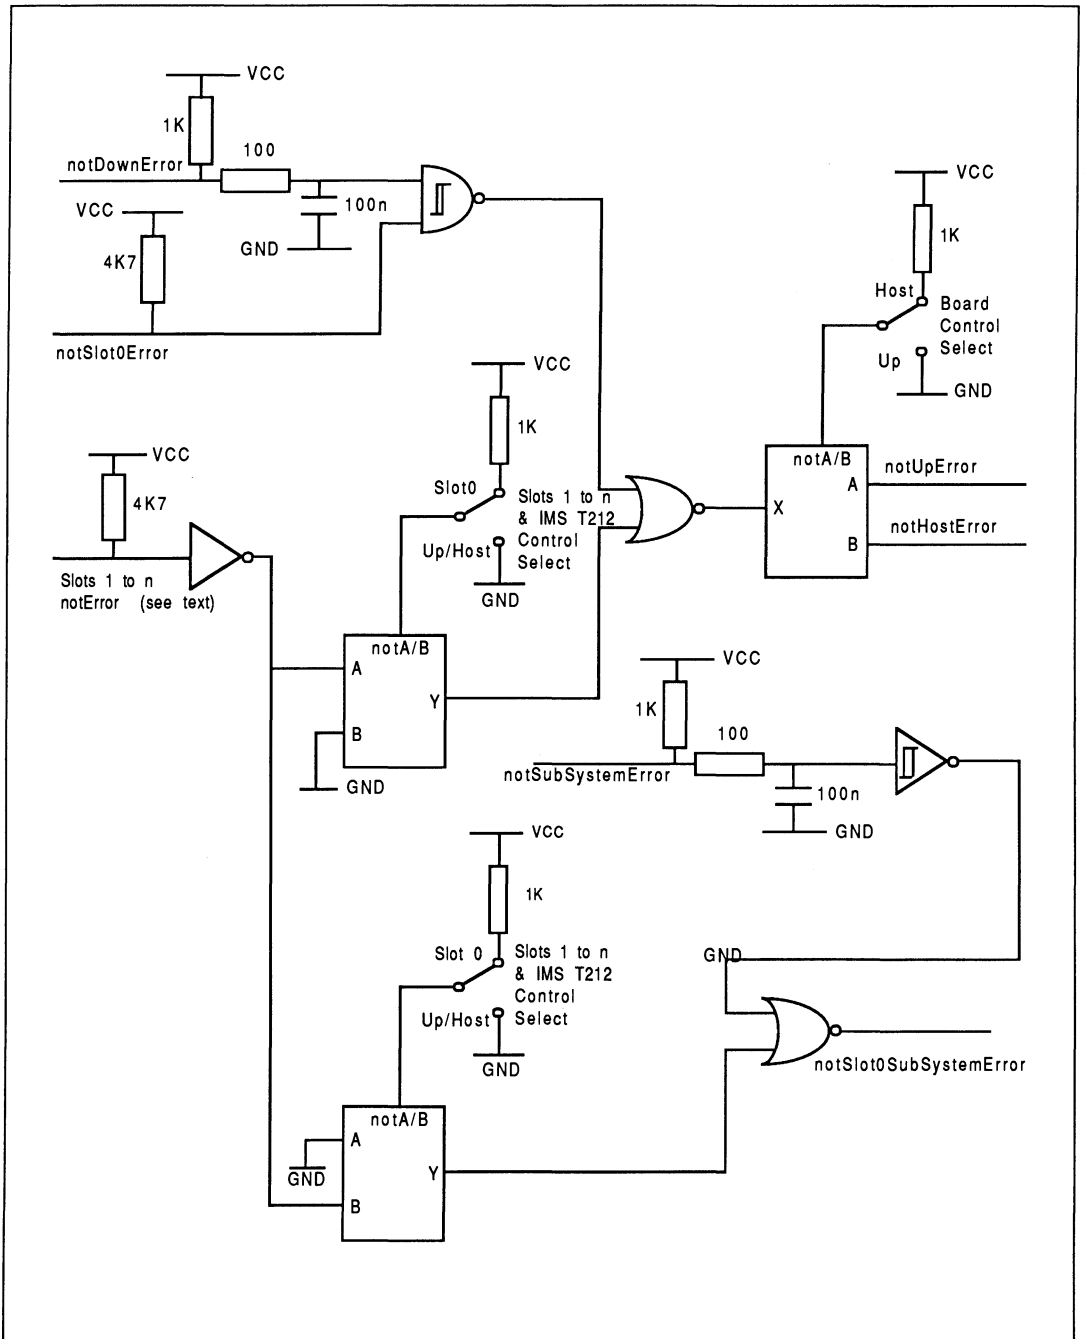 VCC
1K
100
notDownError
VCC
100n
GND
4K7
notSlot0Error
VCC
1K
Host
Board
Control
Select
Up
GND
VCC
1K
Slot0
Slots 1 to n
& IMS T212
Control
Select
Up/Host
GND
VCC
4K7
Slots 1 to n
notError (see text)
notA/B
A
X
B
notUpError
notHostError
notA/B
A
Y
B
GND
VCC
1K
100
notSubSystemError
100n
GND
VCC
1K
Slot 0
Slots 1 to n
& IMS T212
Control
Select
Up/Host
GND
GND
notSlot0SubSystemError
notA/B
A
GND
Y
B